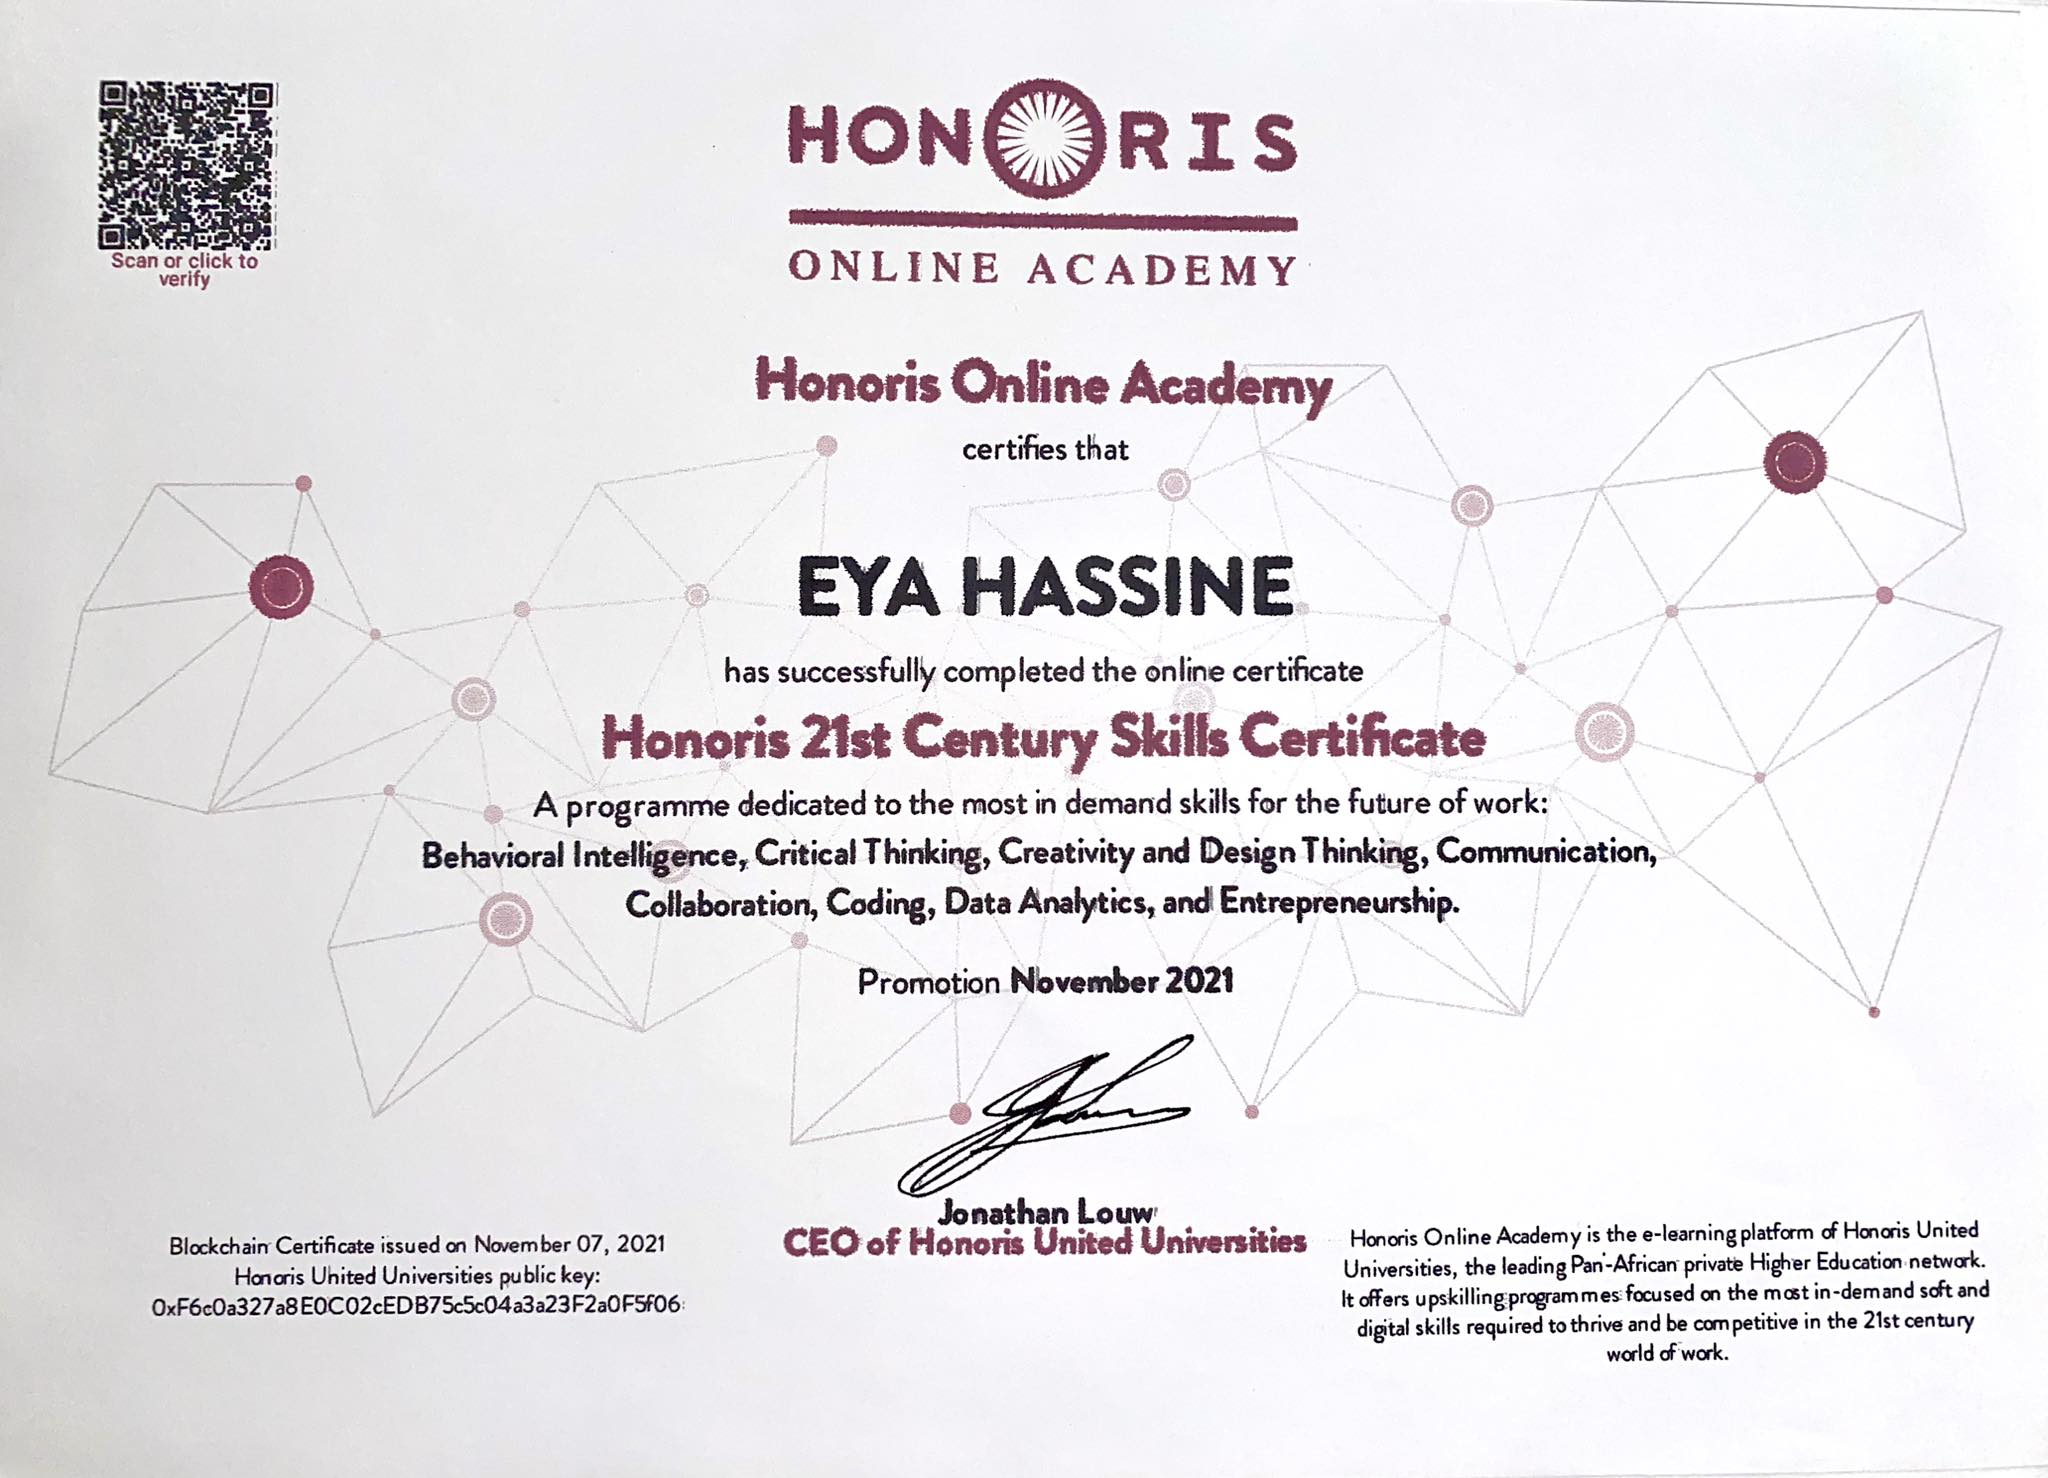 Scan or click to
verify
HONORIS
ONLINE ACADEMY
Honoris Online Academy
certifies that
EYA HASSINE
has successfully completed the online certificate
Honoris 21st Century Skills Certificate
A programme dedicated to the most in demand skills for the future of work:
Behavioral Intelligence, Critical Thinking, Creativity and Design Thinking, Communication,
Collaboration, Coding, Data Analytics, and Entrepreneurship.
Promotion November 2021
Jonathan Louw
CEO of Honoris United Universities
Blockchain Certificate issued on November 07, 2021
Honoris United Universities public key:
0xF6c0a327a8E0C02cEDB75c5c04a3a23F2a0F5f06
Honoris Online Academy is the e-learning platform of Honoris United
Universities, the leading Pan-African private Higher Education network.
It offers upskilling programmes focused on the most in-demand soft and
digital skills required to thrive and be competitive in the 21st century
world of work.